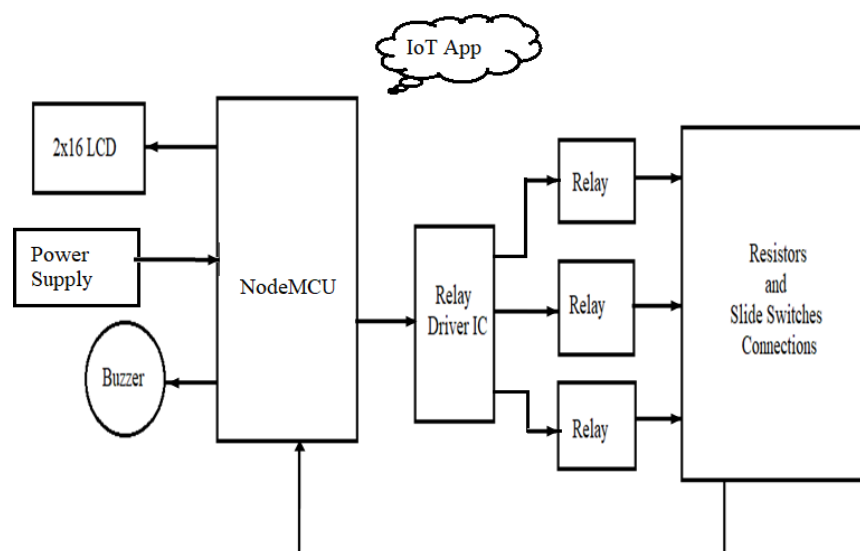 IoT App
2x16 LCD
Power
Supply
Buzzer
NodeMCU
Relay
Driver IC
Relay
Relay
Relay
Resistors
and
Slide Switches
Connections